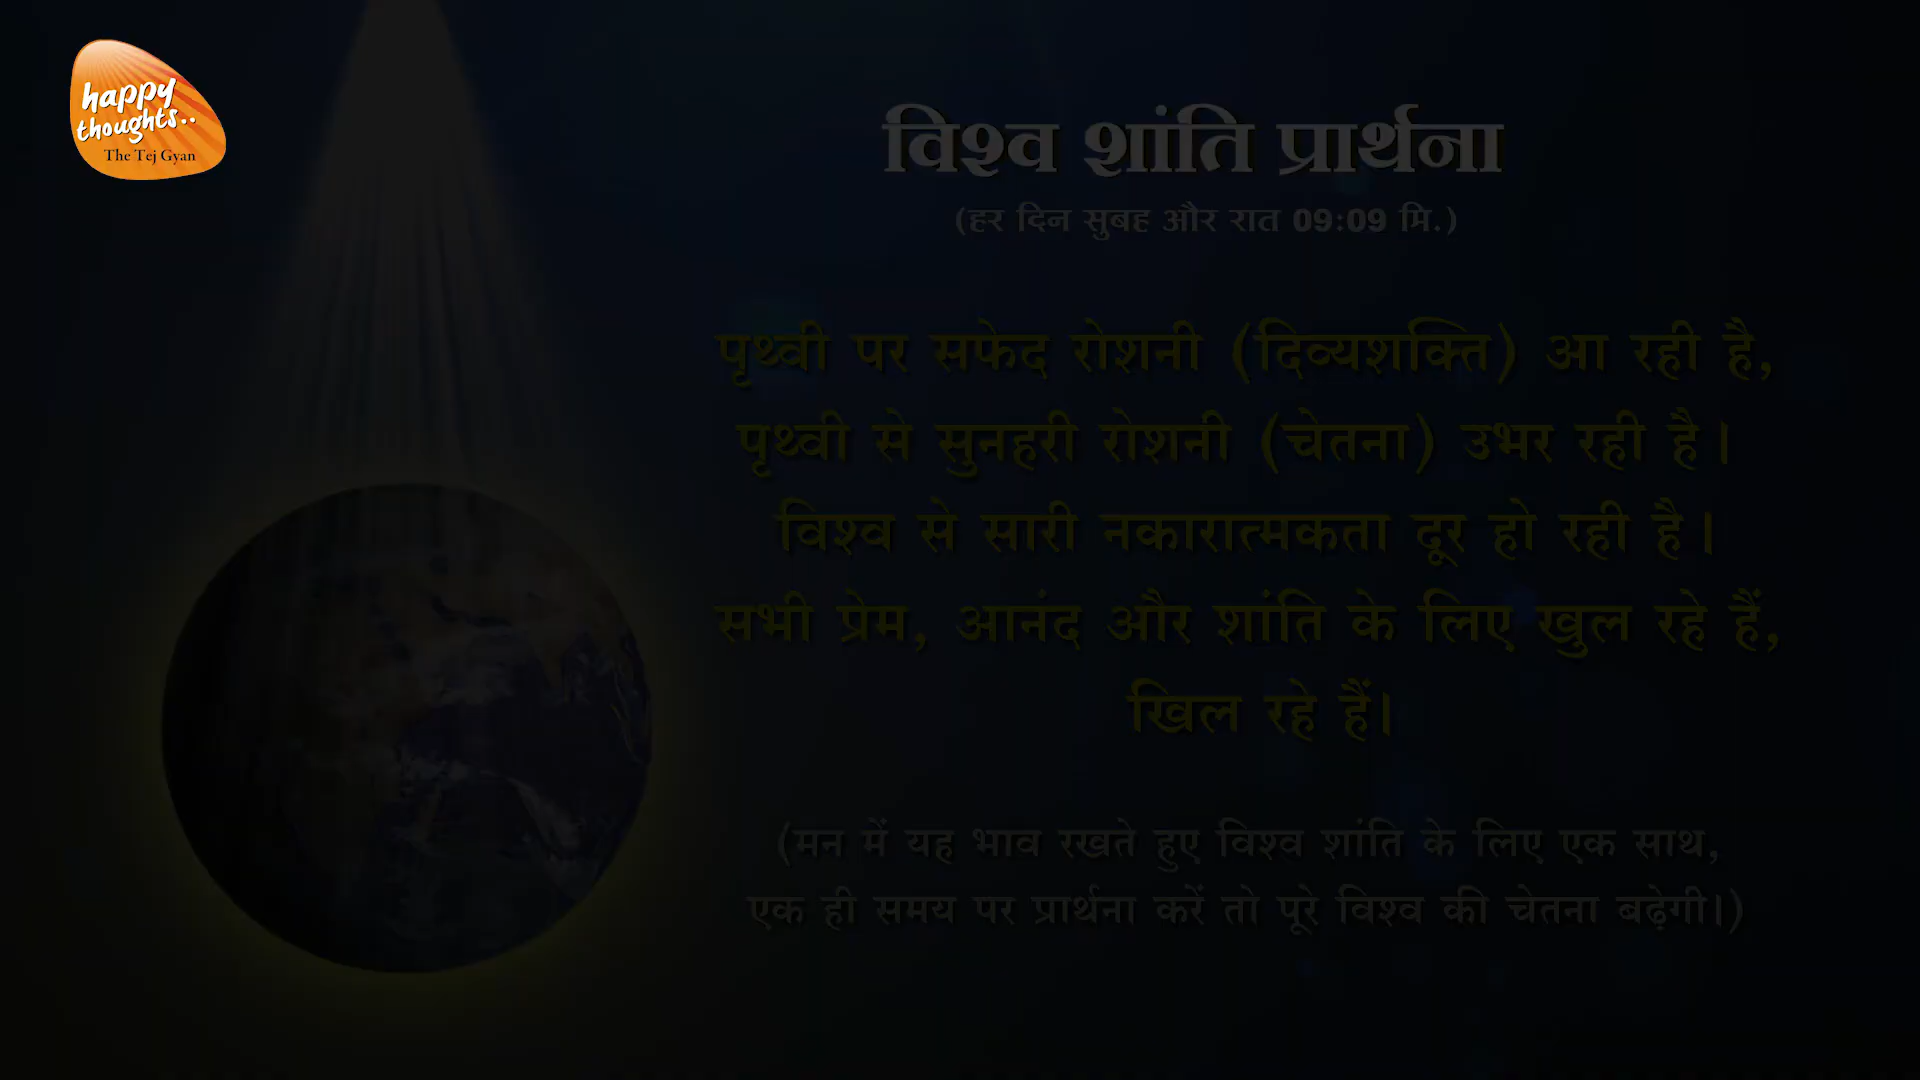 happy
thoughts..
The Tej Gyan
विश्व शांति प्रार्थना
(हर दिन सुबह और रात 09:09 मि.)
पृथ्वी पर सफेद रोशनी (दिव्यशक्ति) आ रही है,
पृथ्वी से सुनहरी रोशनी (चेतना) उभर रही है।
विश्व से सारी नकारात्मकता दूर हो रही है।
सभी प्रेम, आनंद और शांति के लिए खुल रहे हैं,
खिल रहे हैं।
(मन में यह भाव रखते हुए विश्व शांति के लिए एक साथ,
एक ही समय पर प्रार्थना करें तो पूरे विश्व की चेतना बढ़ेगी।)